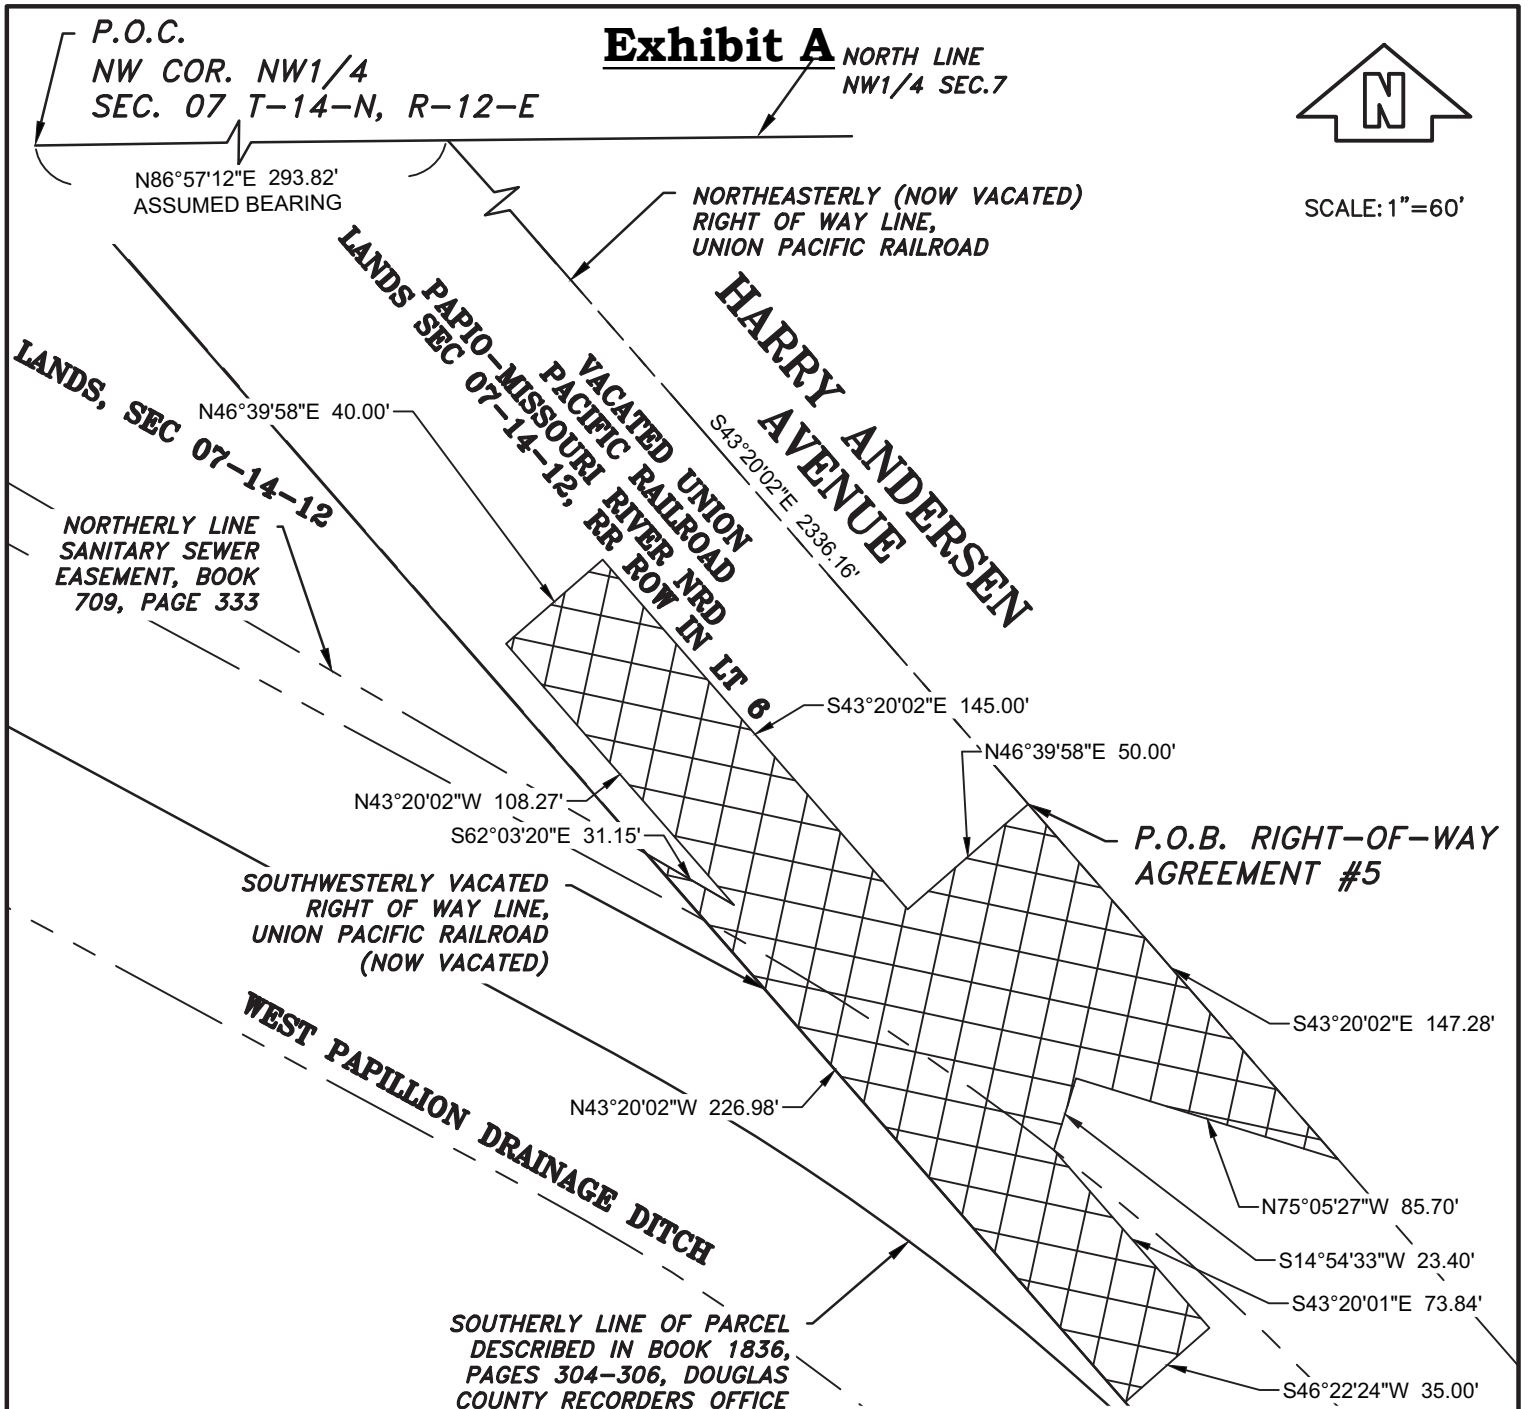 Exhibit A
P.O.C.
NW COR. NW1/4
SEC. 07 T-14-N, R-12-E
NORTH LINE
NW1/4 SEC.7
N
SCALE: 1"=60'
N86°57'12"E 293.82'
ASSUMED BEARING
NORTHEASTERLY (NOW VACATED)
RIGHT OF WAY LINE,
UNION PACIFIC RAILROAD
HARRY ANDERSEN
AVENUE
S43°20'02"E 2336.16'
VACATED UNION
PACIFIC RAILROAD
PAPIO-MISSOURI RIVER NRD
LANDS SEC 07-14-12, RR ROW IN LT 6
LANDS, SEC 07-14-12
N46°39'58"E 40.00'
NORTHERLY LINE
SANITARY SEWER
EASEMENT, BOOK
709, PAGE 333
S43°20'02"E 145.00'
N46°39'58"E 50.00'
N43°20'02"W 108.27'
S62°03'20"E 31.15'
P.O.B. RIGHT-OF-WAY
AGREEMENT #5
SOUTHWESTERLY VACATED
RIGHT OF WAY LINE,
UNION PACIFIC RAILROAD
(NOW VACATED)
WEST PAPILLION DRAINAGE DITCH
S43°20'02"E 147.28'
N43°20'02"W 226.98'
N75°05'27"W 85.70'
S14°54'33"W 23.40'
S43°20'01"E 73.84'
S46°22'24"W 35.00'
SOUTHERLY LINE OF PARCEL
DESCRIBED IN BOOK 1836,
PAGES 304-306, DOUGLAS
COUNTY RECORDERS OFFICE